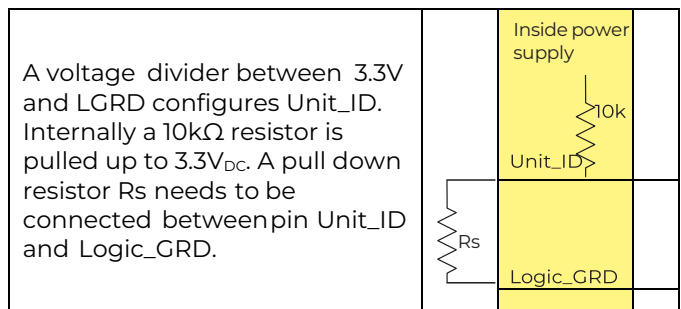 A voltage divider between 3.3V
and LGRD configures Unit_ID.
Internally a 10kΩ resistor is
pulled up to 3.3VDC. A pull down
resistor Rs needs to be
connected betweenpin Unit_ID
and Logic_GRD.
Inside power
supply
10k
Unit_ID
Rs
Logic_GRD